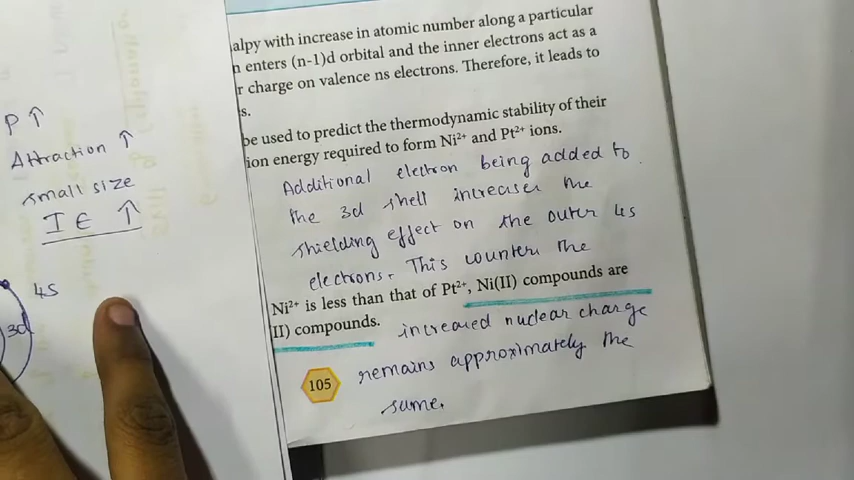 P ↑
Attraction ↑
small size
I E ↑
4s
3d
alpy with increase in atomic number along a particular
n enters (n-1)d orbital and the inner electrons act as a
r charge on valence ns electrons. Therefore, it leads to
s.
be used to predict the thermodynamic stability of their
ion energy required to form Ni²⁺ and Pt²⁺ ions.
Additional electron being added to
the 3d shell increases the
shielding effect on the outer 4s
electrons. This counters the
Ni²⁺ is less than that of Pt²⁺, Ni(II) compounds are
II) compounds.
increased nuclear charge
remains approximately the
same.
105